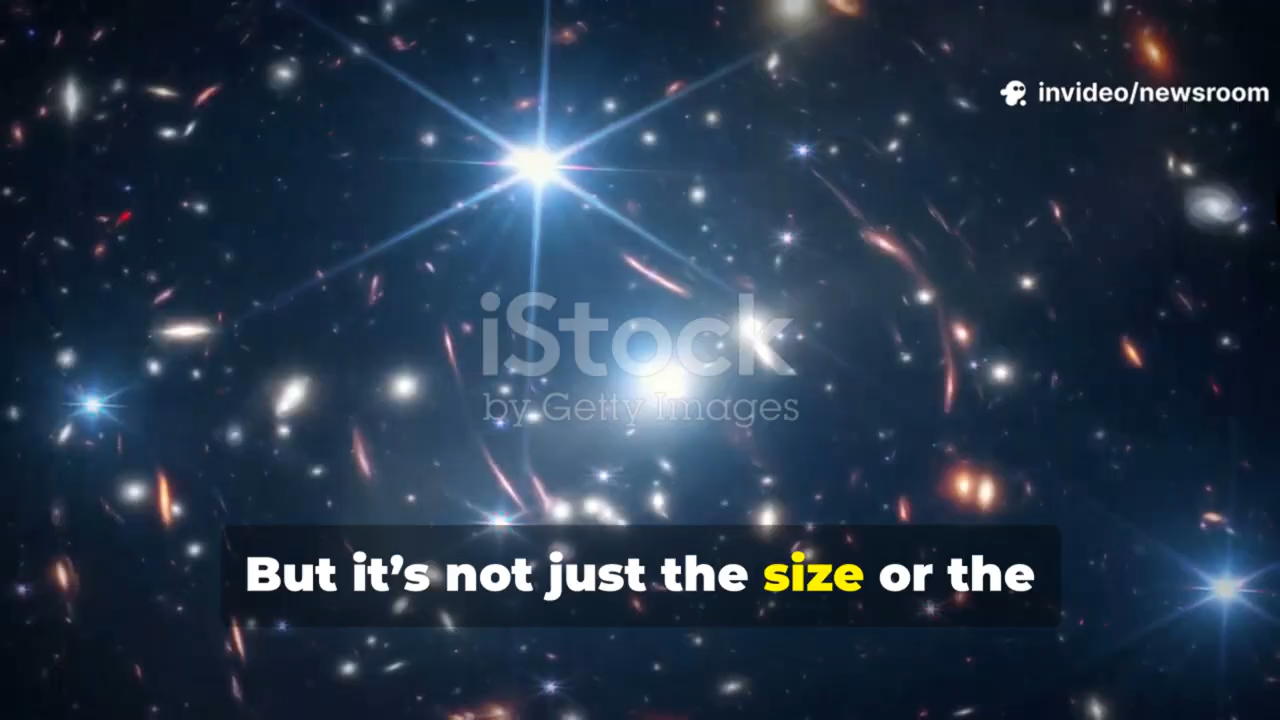 invideo/newsroom
iStock
by Getty Images
But it’s not just the size or the